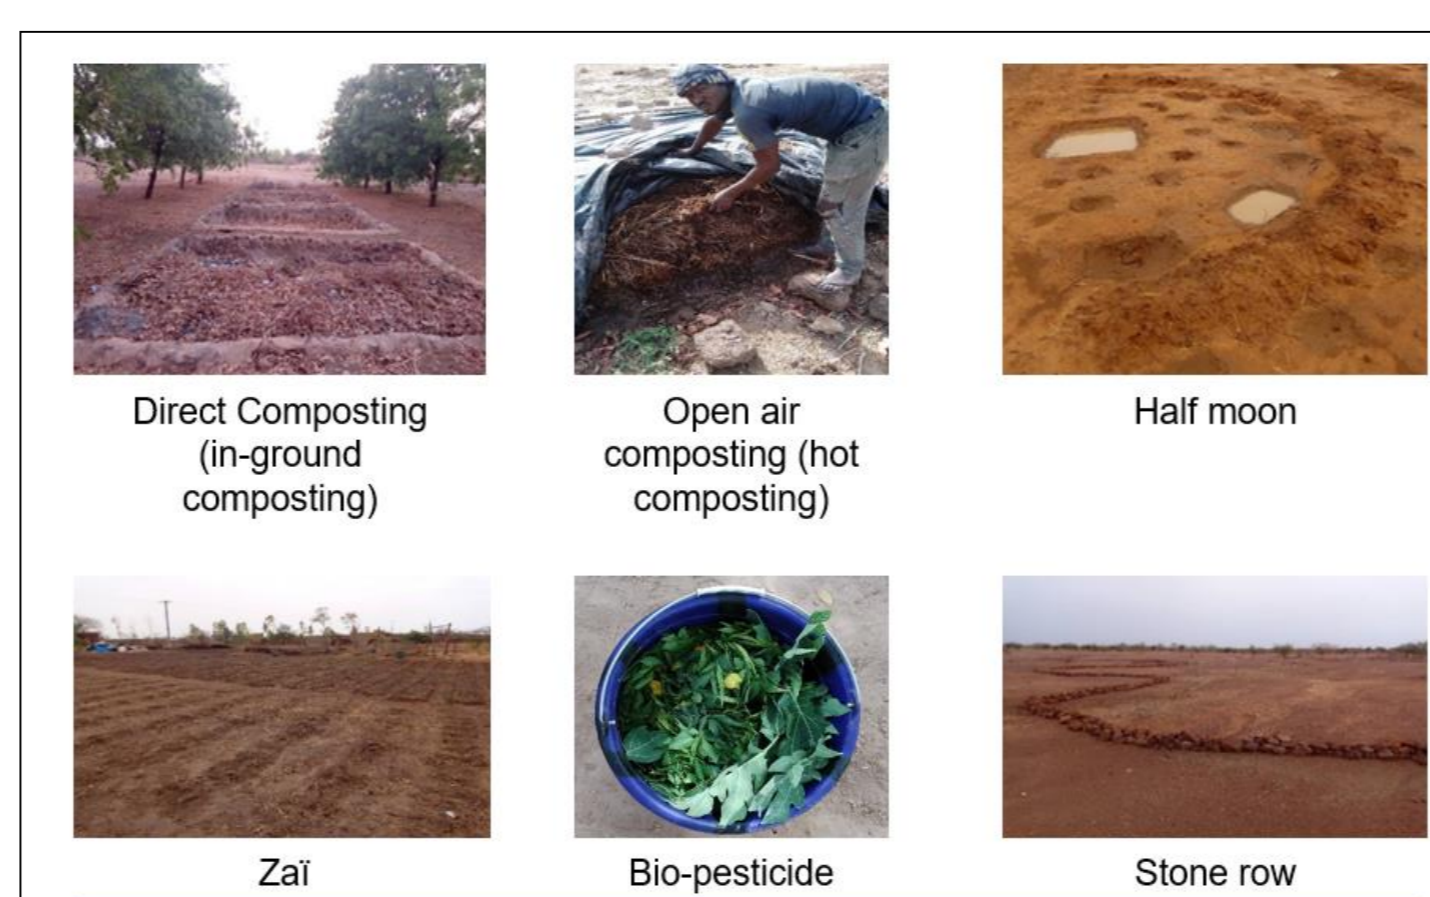 Direct Composting
(in-ground
composting)
Open air
composting (hot
composting)
Half moon
Zaï
Bio-pesticide
Stone row